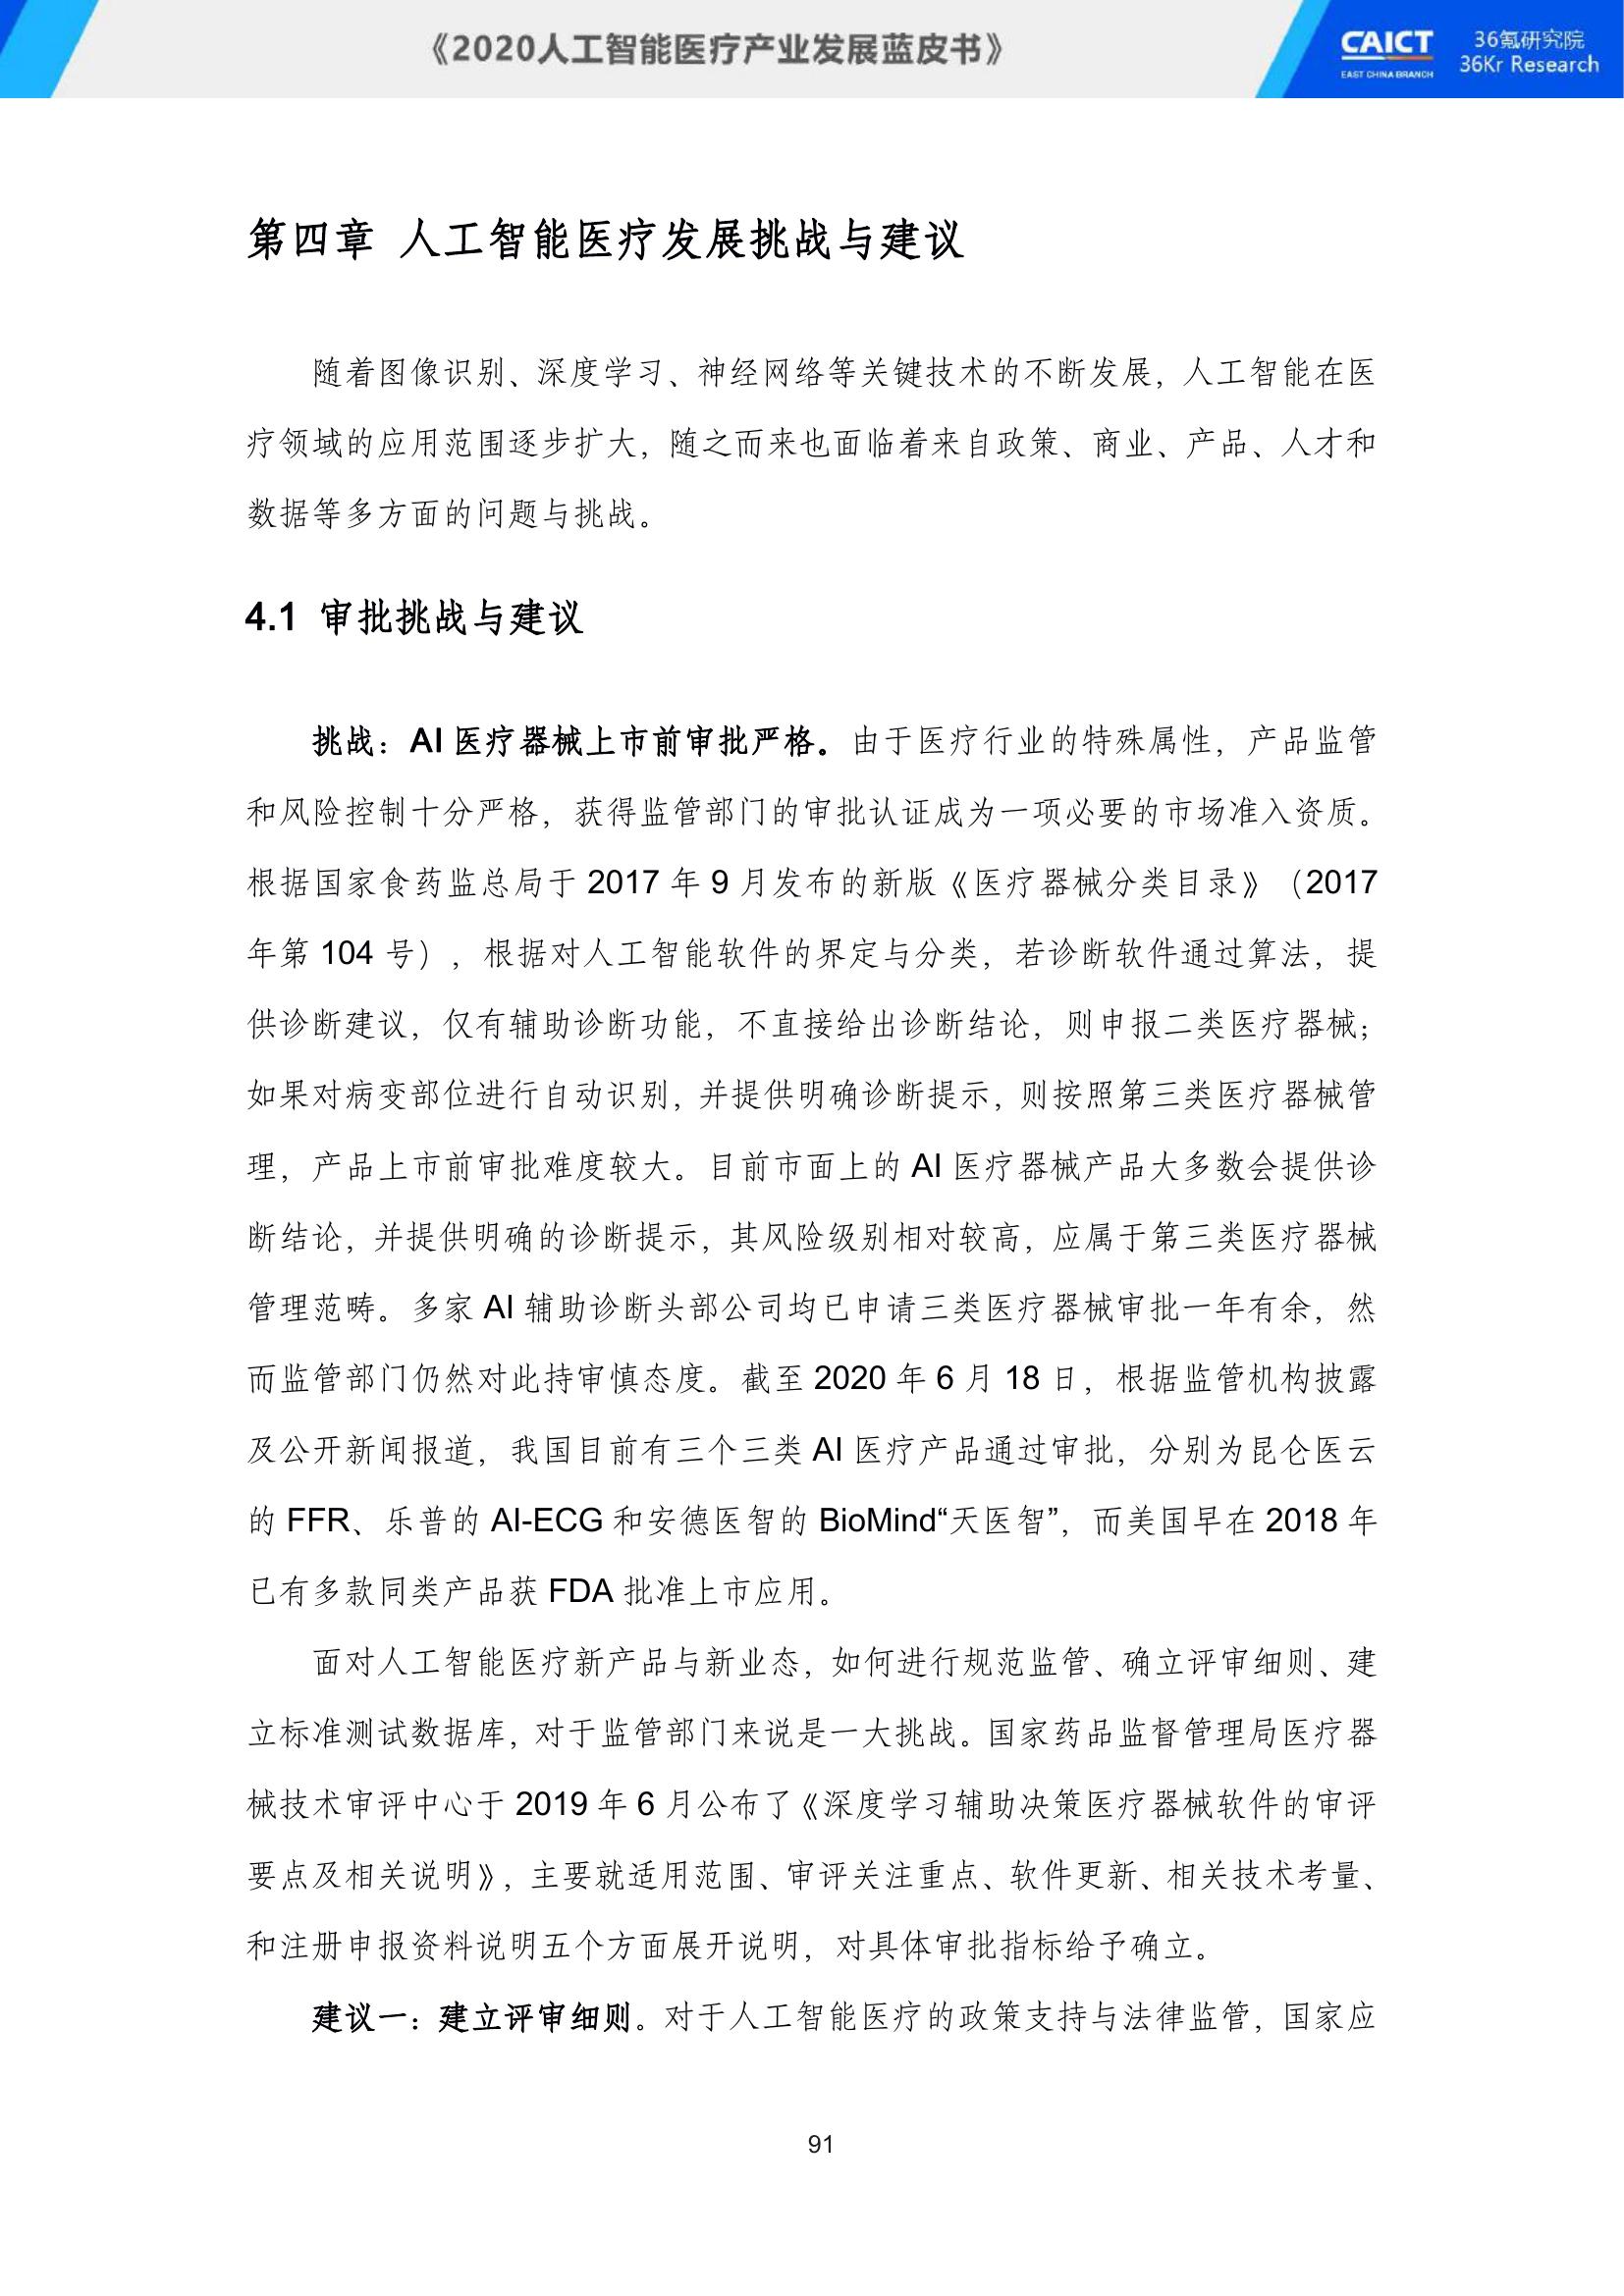 《2020人工智能医疗产业发展蓝皮书》
CAICT
EAST CHINA BRANCH
36氪研究院
36Kr Research
第四章 人工智能医疗发展挑战与建议
随着图像识别、深度学习、神经网络等关键技术的不断发展，人工智能在医
疗领域的应用范围逐步扩大，随之而来也面临着来自政策、商业、产品、人才和
数据等多方面的问题与挑战。
4.1 审批挑战与建议
挑战：AI 医疗器械上市前审批严格。由于医疗行业的特殊属性，产品监管
和风险控制十分严格，获得监管部门的审批认证成为一项必要的市场准入资质。
根据国家食药监总局于 2017 年 9 月发布的新版《医疗器械分类目录》（2017
年第 104 号），根据对人工智能软件的界定与分类，若诊断软件通过算法，提
供诊断建议，仅有辅助诊断功能，不直接给出诊断结论，则申报二类医疗器械；
如果对病变部位进行自动识别，并提供明确诊断提示，则按照第三类医疗器械管
理，产品上市前审批难度较大。目前市面上的 AI 医疗器械产品大多数会提供诊
断结论，并提供明确的诊断提示，其风险级别相对较高，应属于第三类医疗器械
管理范畴。多家 AI 辅助诊断头部公司均已申请三类医疗器械审批一年有余，然
而监管部门仍然对此持审慎态度。截至 2020 年 6 月 18 日，根据监管机构披露
及公开新闻报道，我国目前有三个三类 AI 医疗产品通过审批，分别为昆仑医云
的 FFR、乐普的 AI-ECG 和安德医智的 BioMind“天医智”，而美国早在 2018 年
已有多款同类产品获 FDA 批准上市应用。
面对人工智能医疗新产品与新业态，如何进行规范监管、确立评审细则、建
立标准测试数据库，对于监管部门来说是一大挑战。国家药品监督管理局医疗器
械技术审评中心于 2019 年 6 月公布了《深度学习辅助决策医疗器械软件的审评
要点及相关说明》，主要就适用范围、审评关注重点、软件更新、相关技术考量、
和注册申报资料说明五个方面展开说明，对具体审批指标给予确立。
建议一：建立评审细则。对于人工智能医疗的政策支持与法律监管，国家应
91